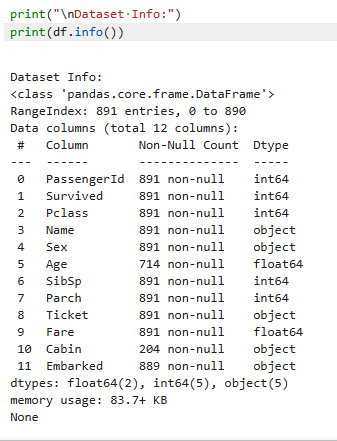 print("\nDataset Info:")
print(df.info())
Dataset Info:
<class 'pandas.core.frame.DataFrame'>
RangeIndex: 891 entries, 0 to 890
Data columns (total 12 columns):
 #   Column       Non-Null Count  Dtype
---  ------       --------------  -----
 0   PassengerId  891 non-null    int64
 1   Survived     891 non-null    int64
 2   Pclass       891 non-null    int64
 3   Name         891 non-null    object
 4   Sex          891 non-null    object
 5   Age          714 non-null    float64
 6   SibSp        891 non-null    int64
 7   Parch        891 non-null    int64
 8   Ticket       891 non-null    object
 9   Fare         891 non-null    float64
 10  Cabin        204 non-null    object
 11  Embarked     889 non-null    object
dtypes: float64(2), int64(5), object(5)
memory usage: 83.7+ KB
None